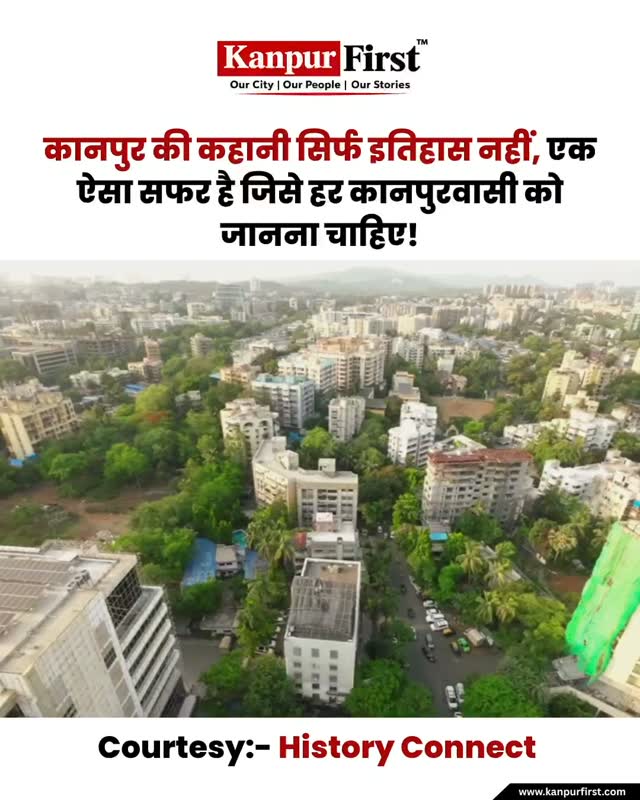 Kanpur First™
Our City | Our People | Our Stories
कानपुर की कहानी सिर्फ इतिहास नहीं, एक
ऐसा सफर है जिसे हर कानपुरवासी को
जानना चाहिए!
Courtesy:- History Connect
www.kanpurfirst.com